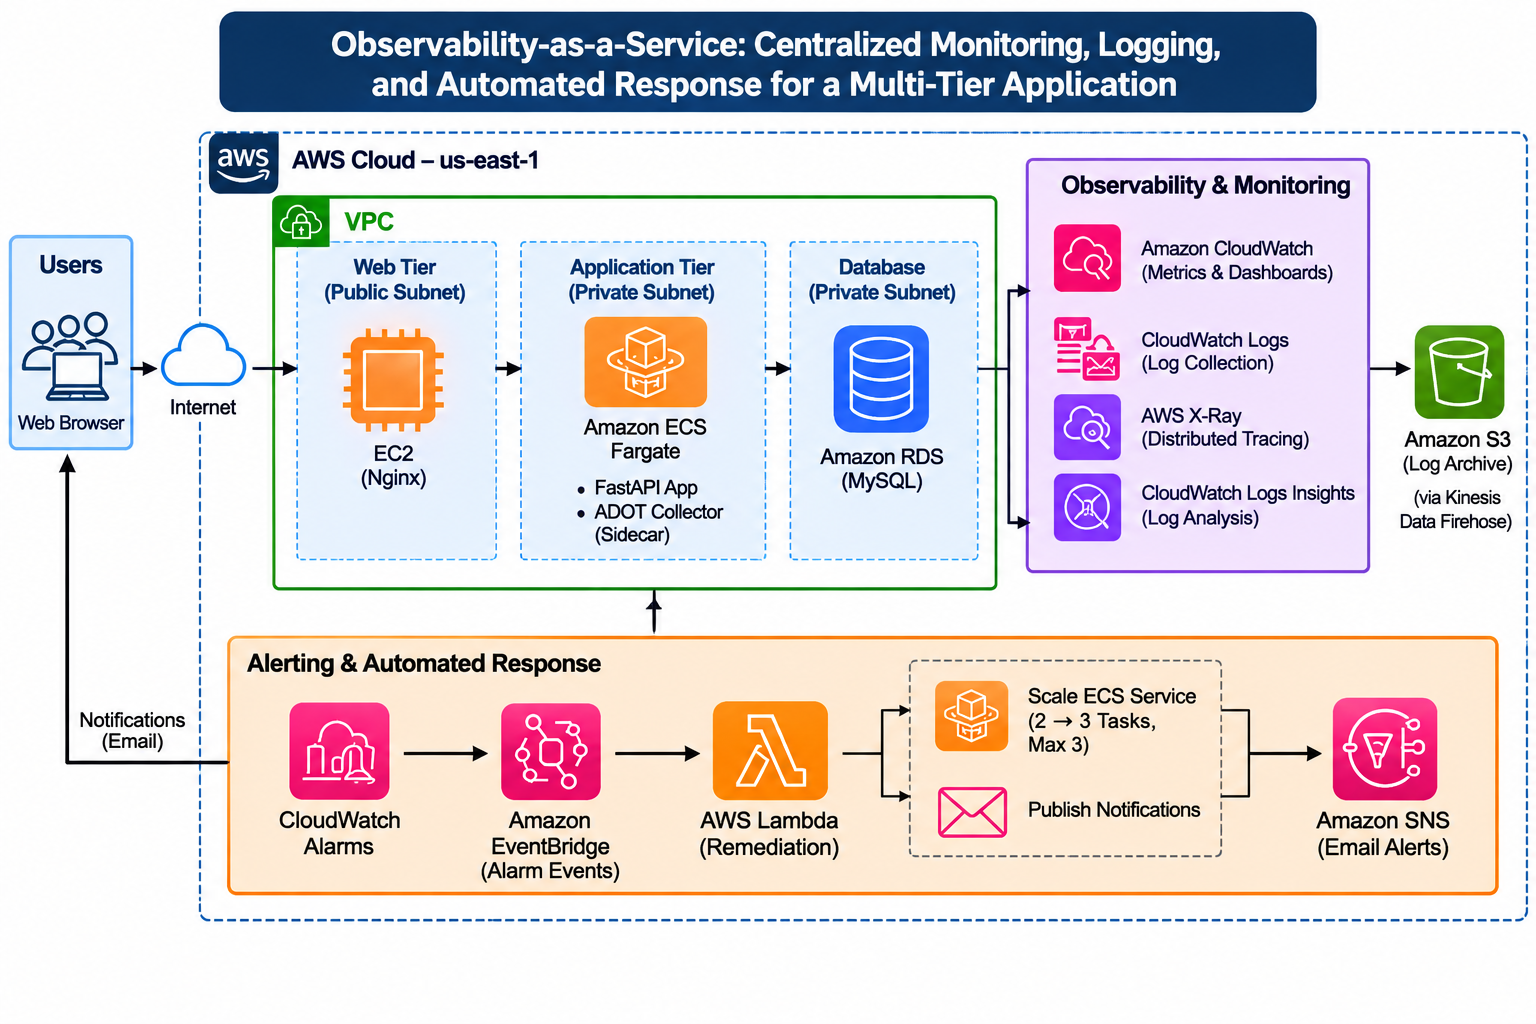 Observability-as-a-Service: Centralized Monitoring, Logging,
and Automated Response for a Multi-Tier Application
aws
AWS Cloud – us-east-1
Users
Web Browser
Internet
VPC
Web Tier
(Public Subnet)
EC2
(Nginx)
Application Tier
(Private Subnet)
Amazon ECS
Fargate
• FastAPI App
• ADOT Collector
(Sidecar)
Database
(Private Subnet)
Amazon RDS
(MySQL)
Observability & Monitoring
Amazon CloudWatch
(Metrics & Dashboards)
CloudWatch Logs
(Log Collection)
AWS X-Ray
(Distributed Tracing)
CloudWatch Logs Insights
(Log Analysis)
Amazon S3
(Log Archive)
(via Kinesis
Data Firehose)
Notifications
(Email)
Alerting & Automated Response
CloudWatch
Alarms
Amazon
EventBridge
(Alarm Events)
AWS Lambda
(Remediation)
Scale ECS Service
(2 → 3 Tasks,
Max 3)
Publish Notifications
Amazon SNS
(Email Alerts)